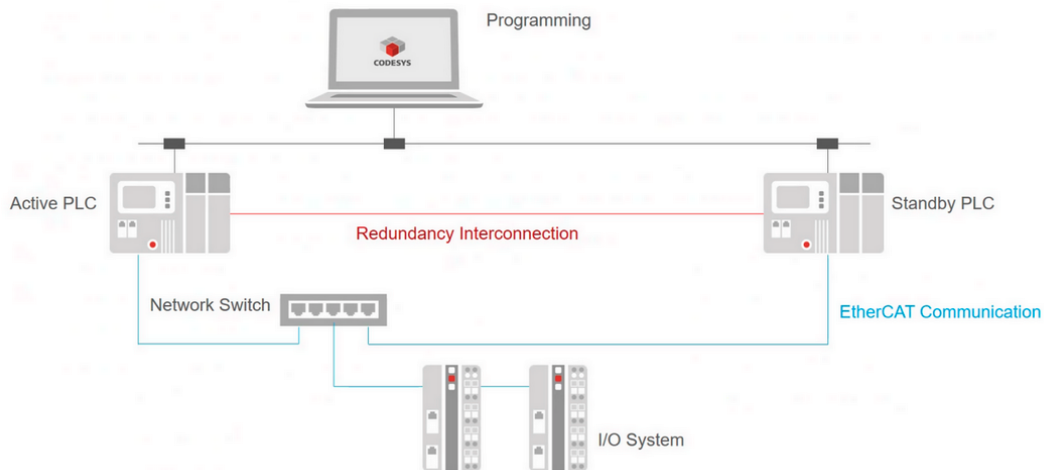 Programming
CODESYS
Active PLC
Standby PLC
Redundancy Interconnection
Network Switch
EtherCAT Communication
I/O System